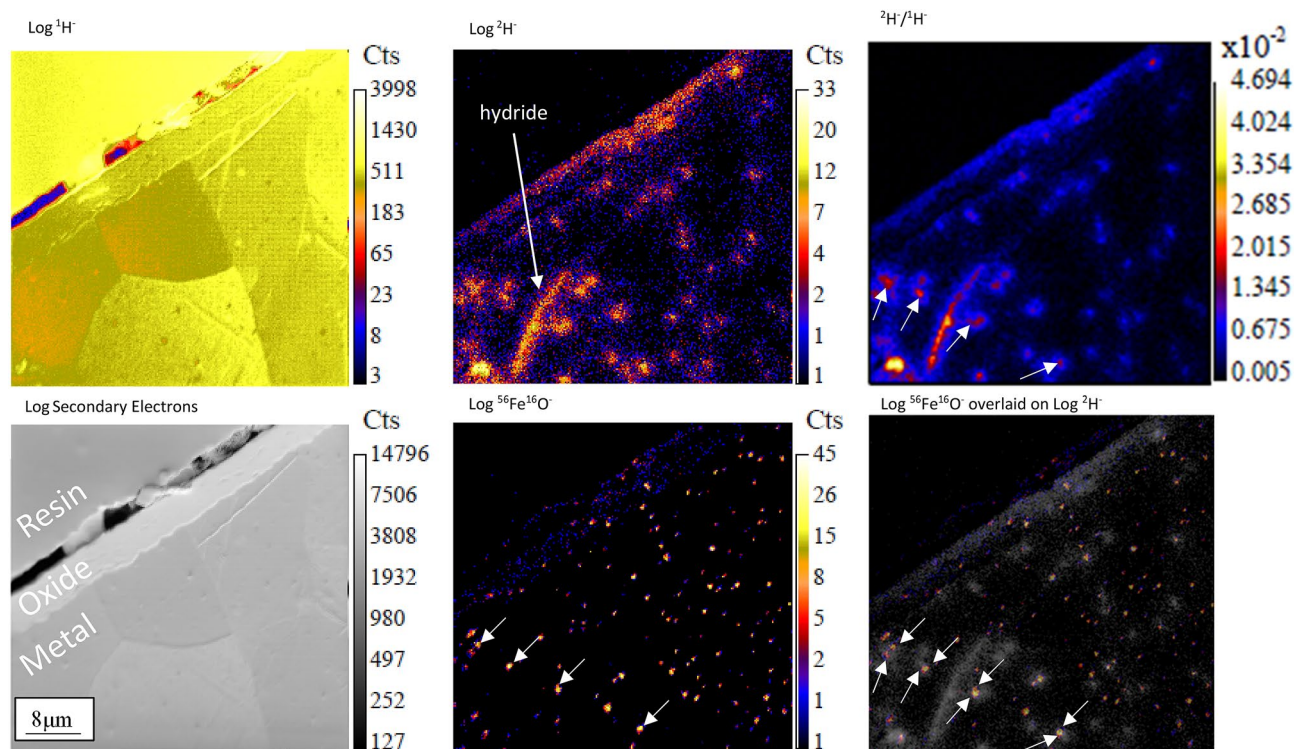 Log ¹H⁻
Cts
3998
1430
511
183
65
23
8
3
Log ²H⁻
hydride
Cts
33
20
12
7
4
2
1
1
²H⁻/¹H⁻
x10⁻²
4.694
4.024
3.354
2.685
2.015
1.345
0.675
0.005
Log Secondary Electrons
Resin
Oxide
Metal
8μm
Cts
14796
7506
3808
1932
980
497
252
127
Log ⁵⁶Fe¹⁶O⁻
Cts
45
26
15
8
5
2
1
1
Log ⁵⁶Fe¹⁶O⁻ overlaid on Log ²H⁻